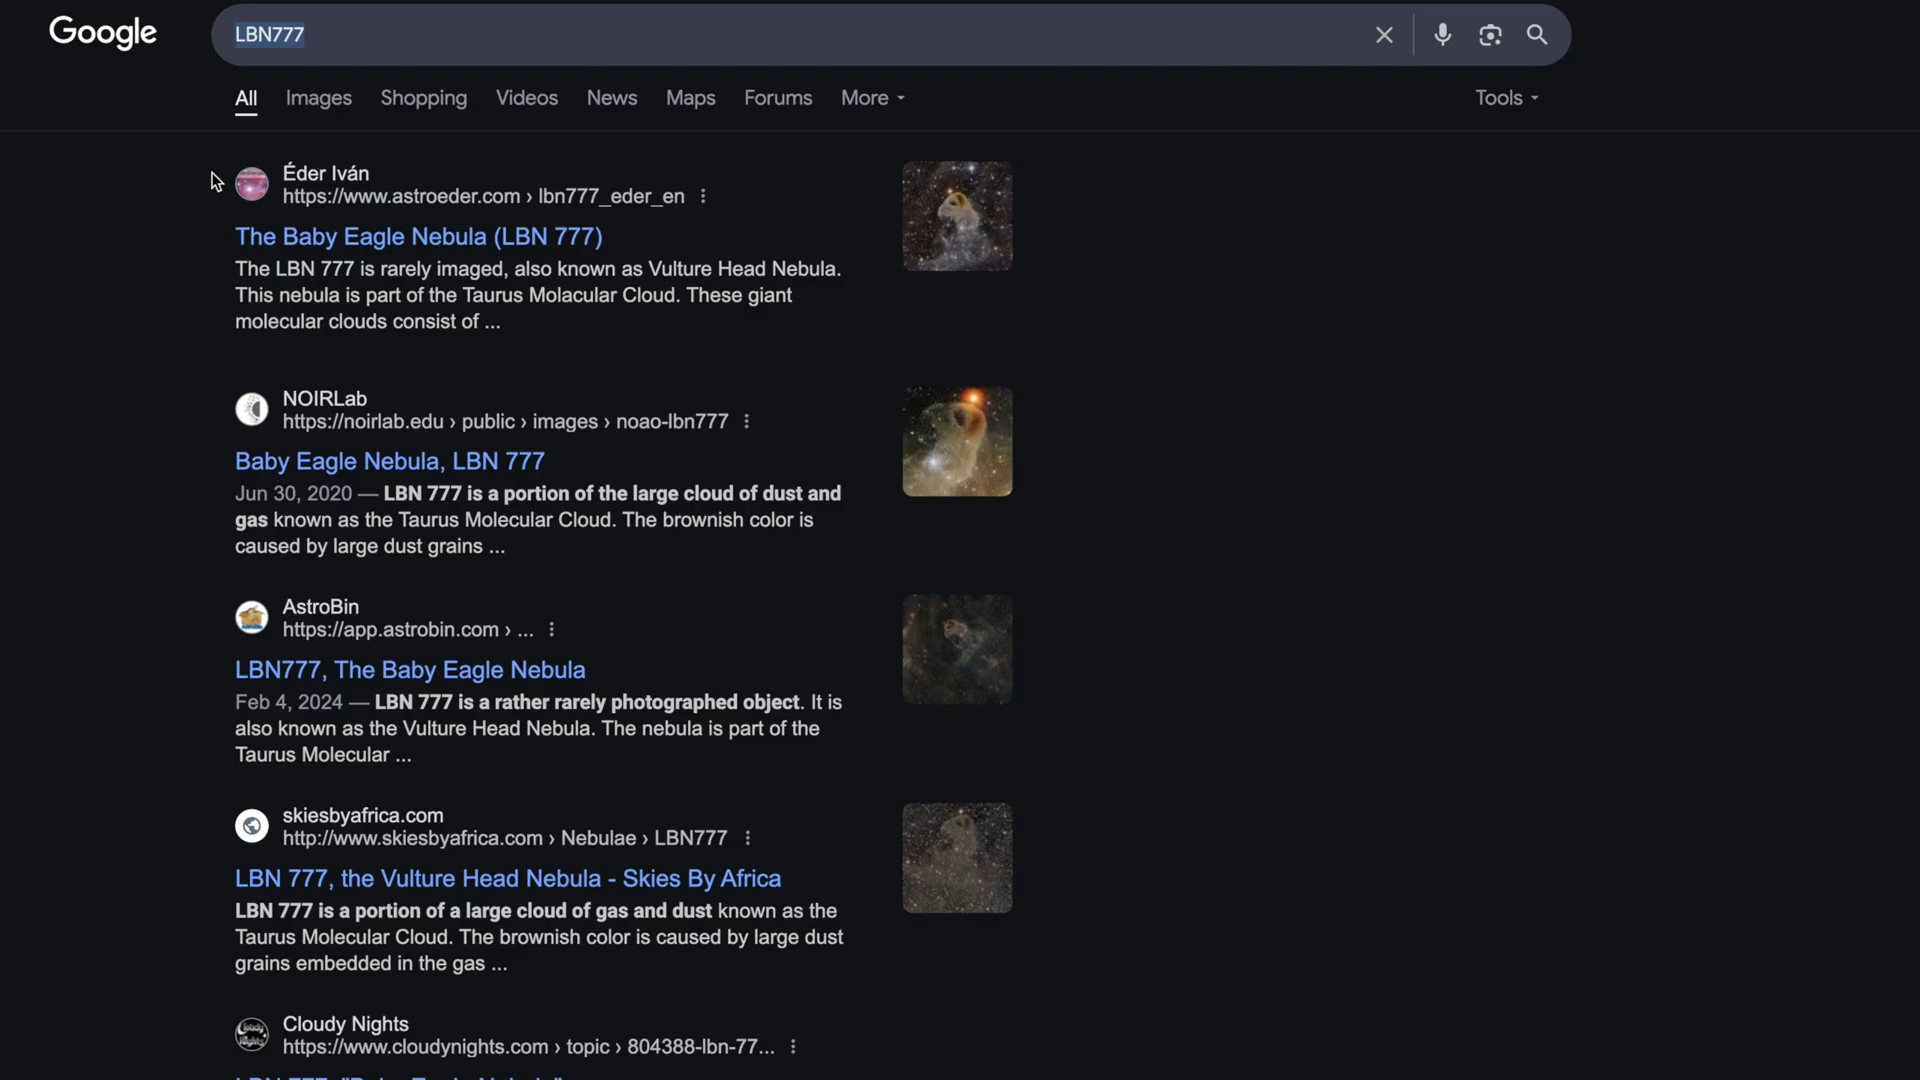 Google
LBN777
All Images Shopping Videos News Maps Forums More Tools
Éder Iván
https://www.astroeder.com › lbn777_eder_en
The Baby Eagle Nebula (LBN 777)
The LBN 777 is rarely imaged, also known as Vulture Head Nebula.
This nebula is part of the Taurus Molacular Cloud. These giant
molecular clouds consist of ...
NOIRLab
https://noirlab.edu › public › images › noao-lbn777
Baby Eagle Nebula, LBN 777
Jun 30, 2020 — LBN 777 is a portion of the large cloud of dust and
gas known as the Taurus Molecular Cloud. The brownish color is
caused by large dust grains ...
AstroBin
https://app.astrobin.com › ...
LBN777, The Baby Eagle Nebula
Feb 4, 2024 — LBN 777 is a rather rarely photographed object. It is
also known as the Vulture Head Nebula. The nebula is part of the
Taurus Molecular ...
skiesbyafrica.com
http://www.skiesbyafrica.com › Nebulae › LBN777
LBN 777, the Vulture Head Nebula - Skies By Africa
LBN 777 is a portion of a large cloud of gas and dust known as the
Taurus Molecular Cloud. The brownish color is caused by large dust
grains embedded in the gas ...
Cloudy Nights
https://www.cloudynights.com › topic › 804388-lbn-77...